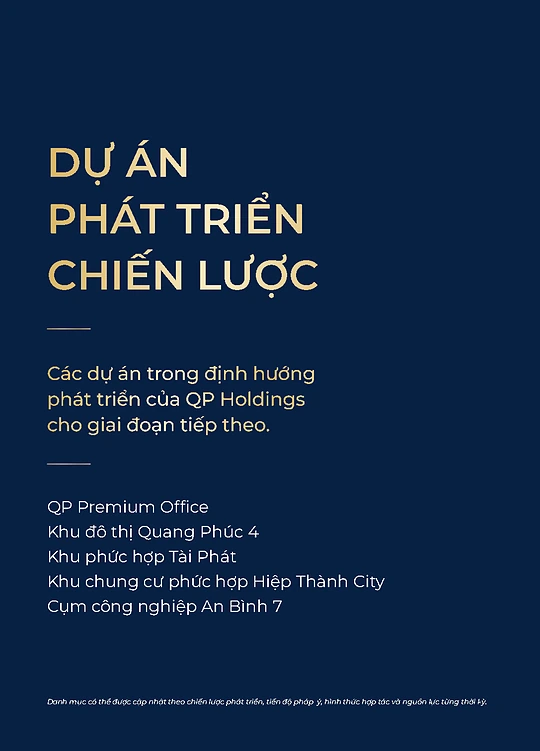 DỰ ÁN
PHÁT TRIỂN
CHIẾN LƯỢC
Các dự án trong định hướng
phát triển của QP Holdings
cho giai đoạn tiếp theo.
QP Premium Office
Khu đô thị Quang Phúc 4
Khu phức hợp Tài Phát
Khu chung cư phức hợp Hiệp Thành City
Cụm công nghiệp An Bình 7
Danh mục có thể được cập nhật theo chiến lược phát triển, tiến độ pháp lý, hình thức hợp tác và nguồn lực từng thời kỳ.